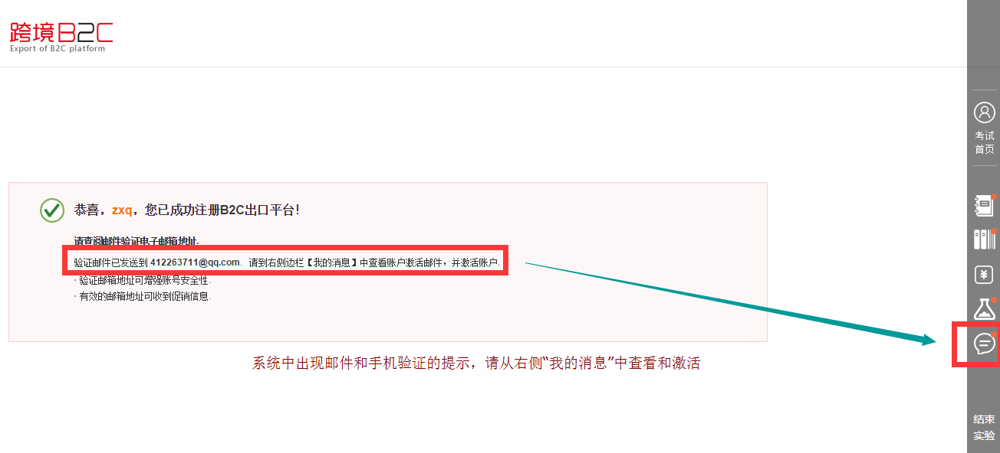 跨境B2C
Export of B2C platform
考试
首页
恭喜，zxq，您已成功注册B2C出口平台！
请查阅邮件验证电子邮箱地址.
验证邮件已发送到 412263711@qq.com. 请到右侧边栏【我的消息】中查看账户激活邮件，并激活账户.
· 验证邮箱地址可增强账号安全性.
· 有效的邮箱地址可收到促销信息.
系统中出现邮件和手机验证的提示，请从右侧“我的消息”中查看和激活
¥
结束
实验